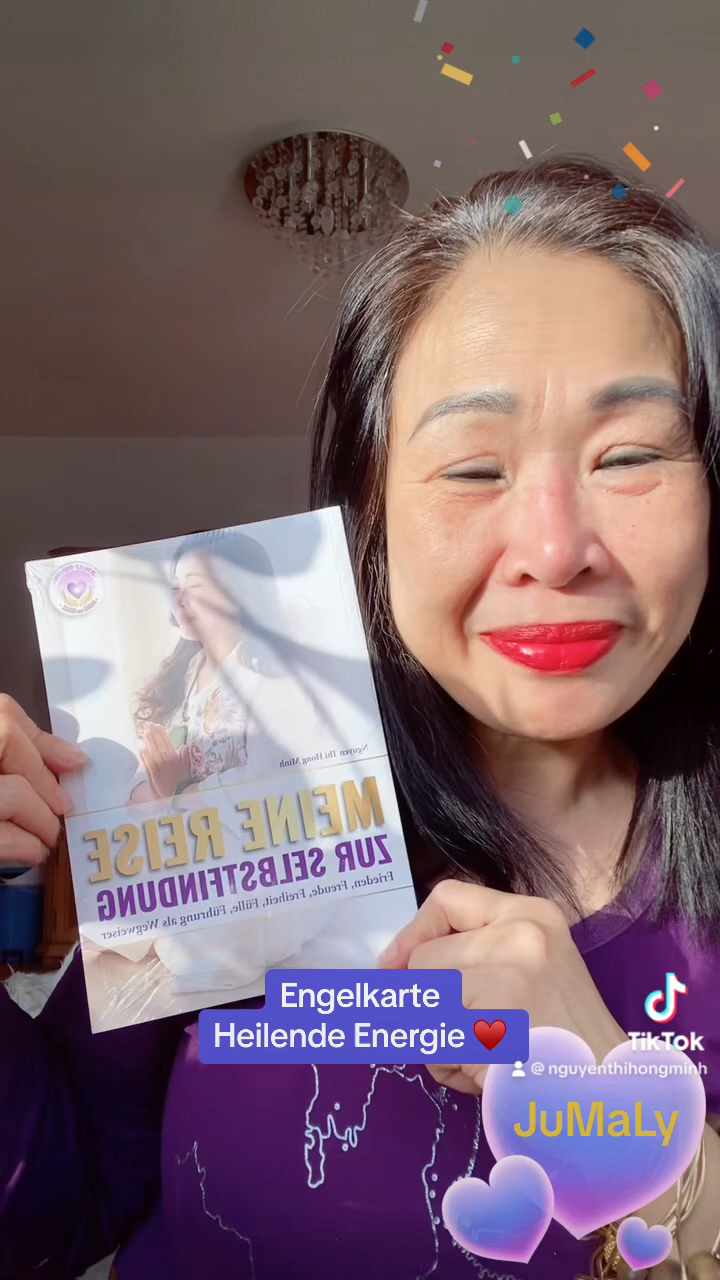 Nguyen Thi Hong Minh
MEINE REISE
ZUR SELBSTFINDUNG
Frieden, Freude, Freiheit, Fülle, Führung als Wegweiser
Engelkarte
Heilende Energie ♥️
TikTok
@nguyenthihongminh
JuMaLy